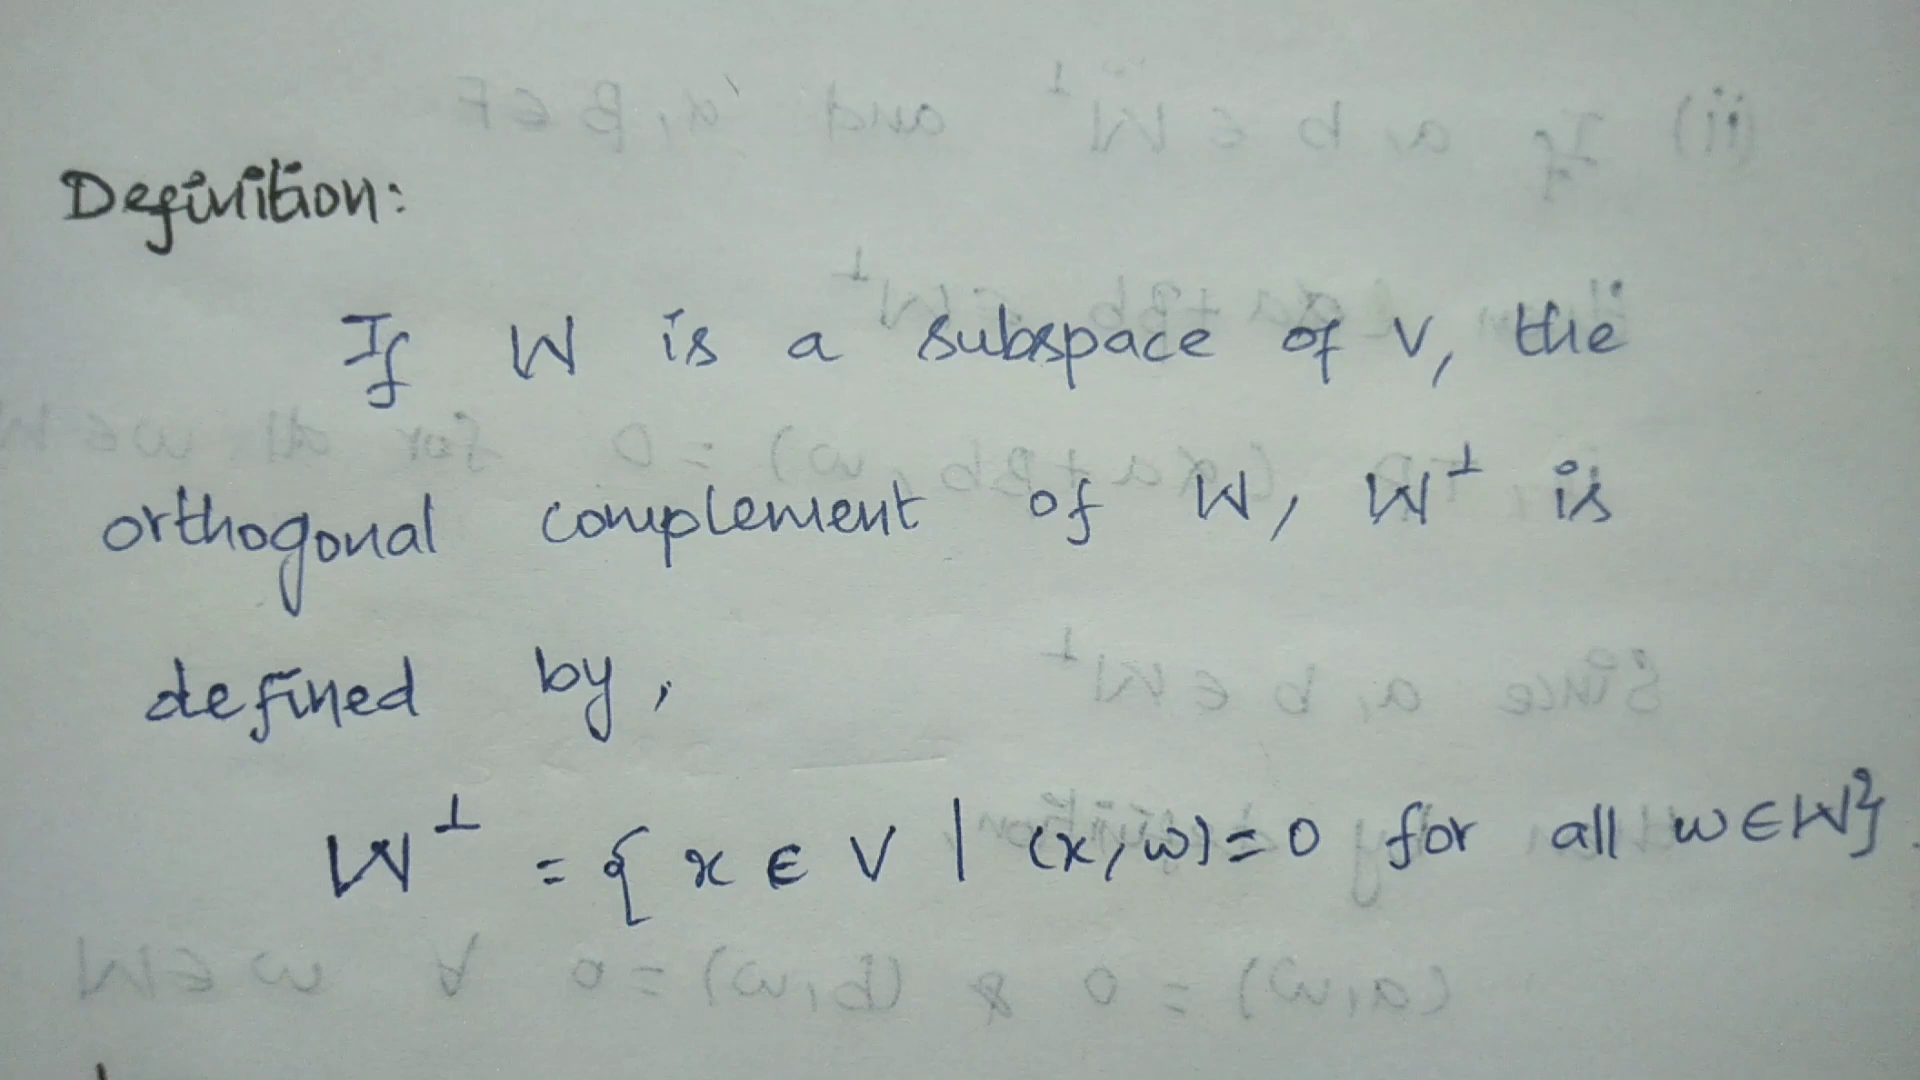 Definition:
If W is a subspace of V, the
orthogonal complement of W, W⊥ is
defined by,
W⊥ = { x ∈ V | (x, w) = 0 for all w ∈ W}.